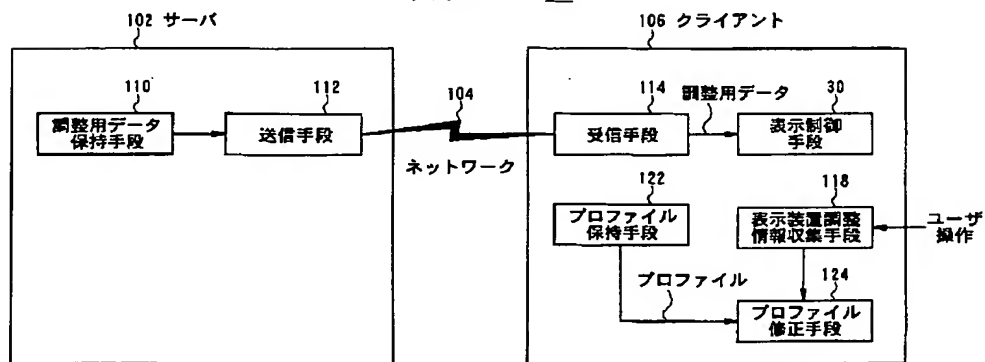 102 サーバ
106 クライアント
110
調整用データ
保持手段
112
送信手段
104
ネットワーク
114
受信手段
調整用データ
30
表示制御
手段
122
プロファイル
保持手段
118
表示装置調整
情報収集手段
ユーザ
操作
プロファイル
124
プロファイル
修正手段